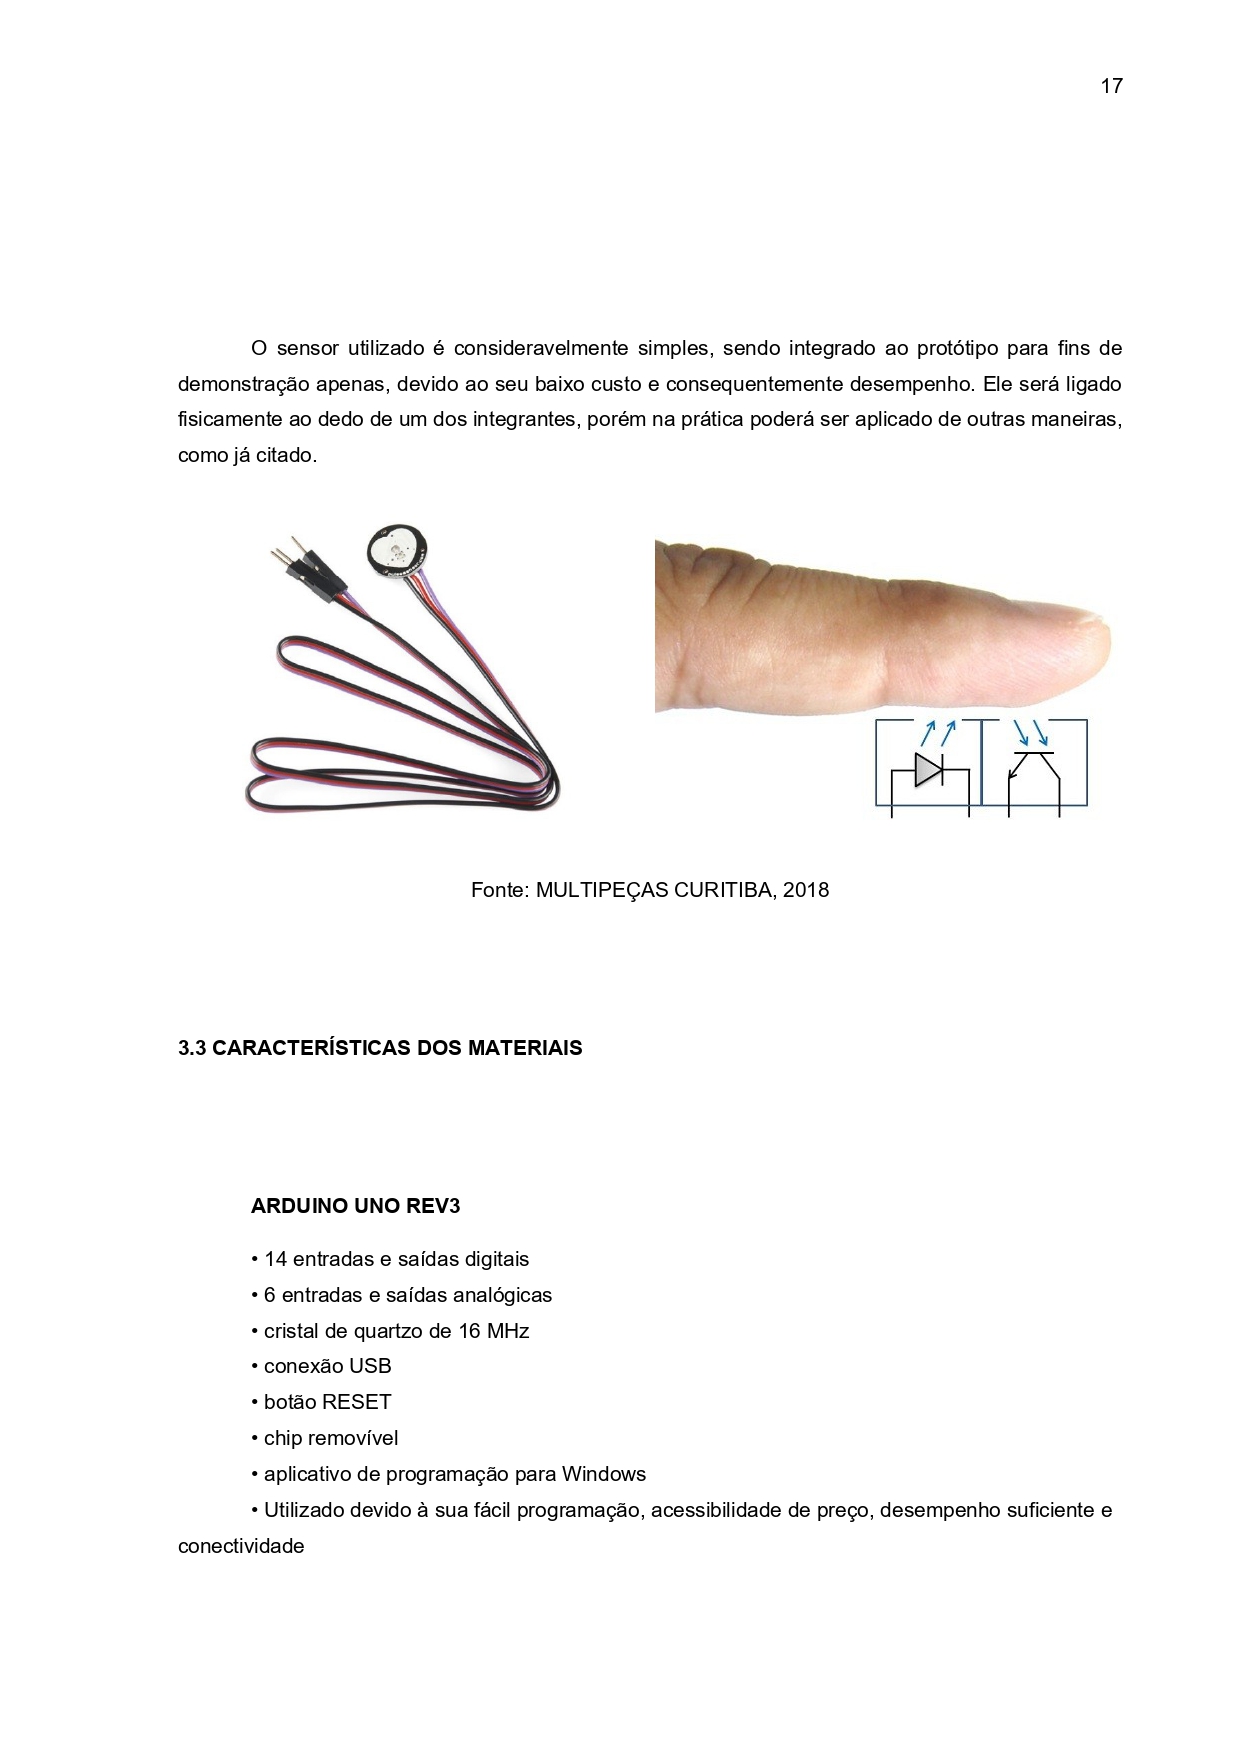 17
O sensor utilizado é consideravelmente simples, sendo integrado ao protótipo para fins de
demonstração apenas, devido ao seu baixo custo e consequentemente desempenho. Ele será ligado
fisicamente ao dedo de um dos integrantes, porém na prática poderá ser aplicado de outras maneiras,
como já citado.
Fonte: MULTIPEÇAS CURITIBA, 2018
3.3 CARACTERÍSTICAS DOS MATERIAIS
ARDUINO UNO REV3
• 14 entradas e saídas digitais
• 6 entradas e saídas analógicas
• cristal de quartzo de 16 MHz
• conexão USB
• botão RESET
• chip removível
• aplicativo de programação para Windows
• Utilizado devido à sua fácil programação, acessibilidade de preço, desempenho suficiente e
conectividade